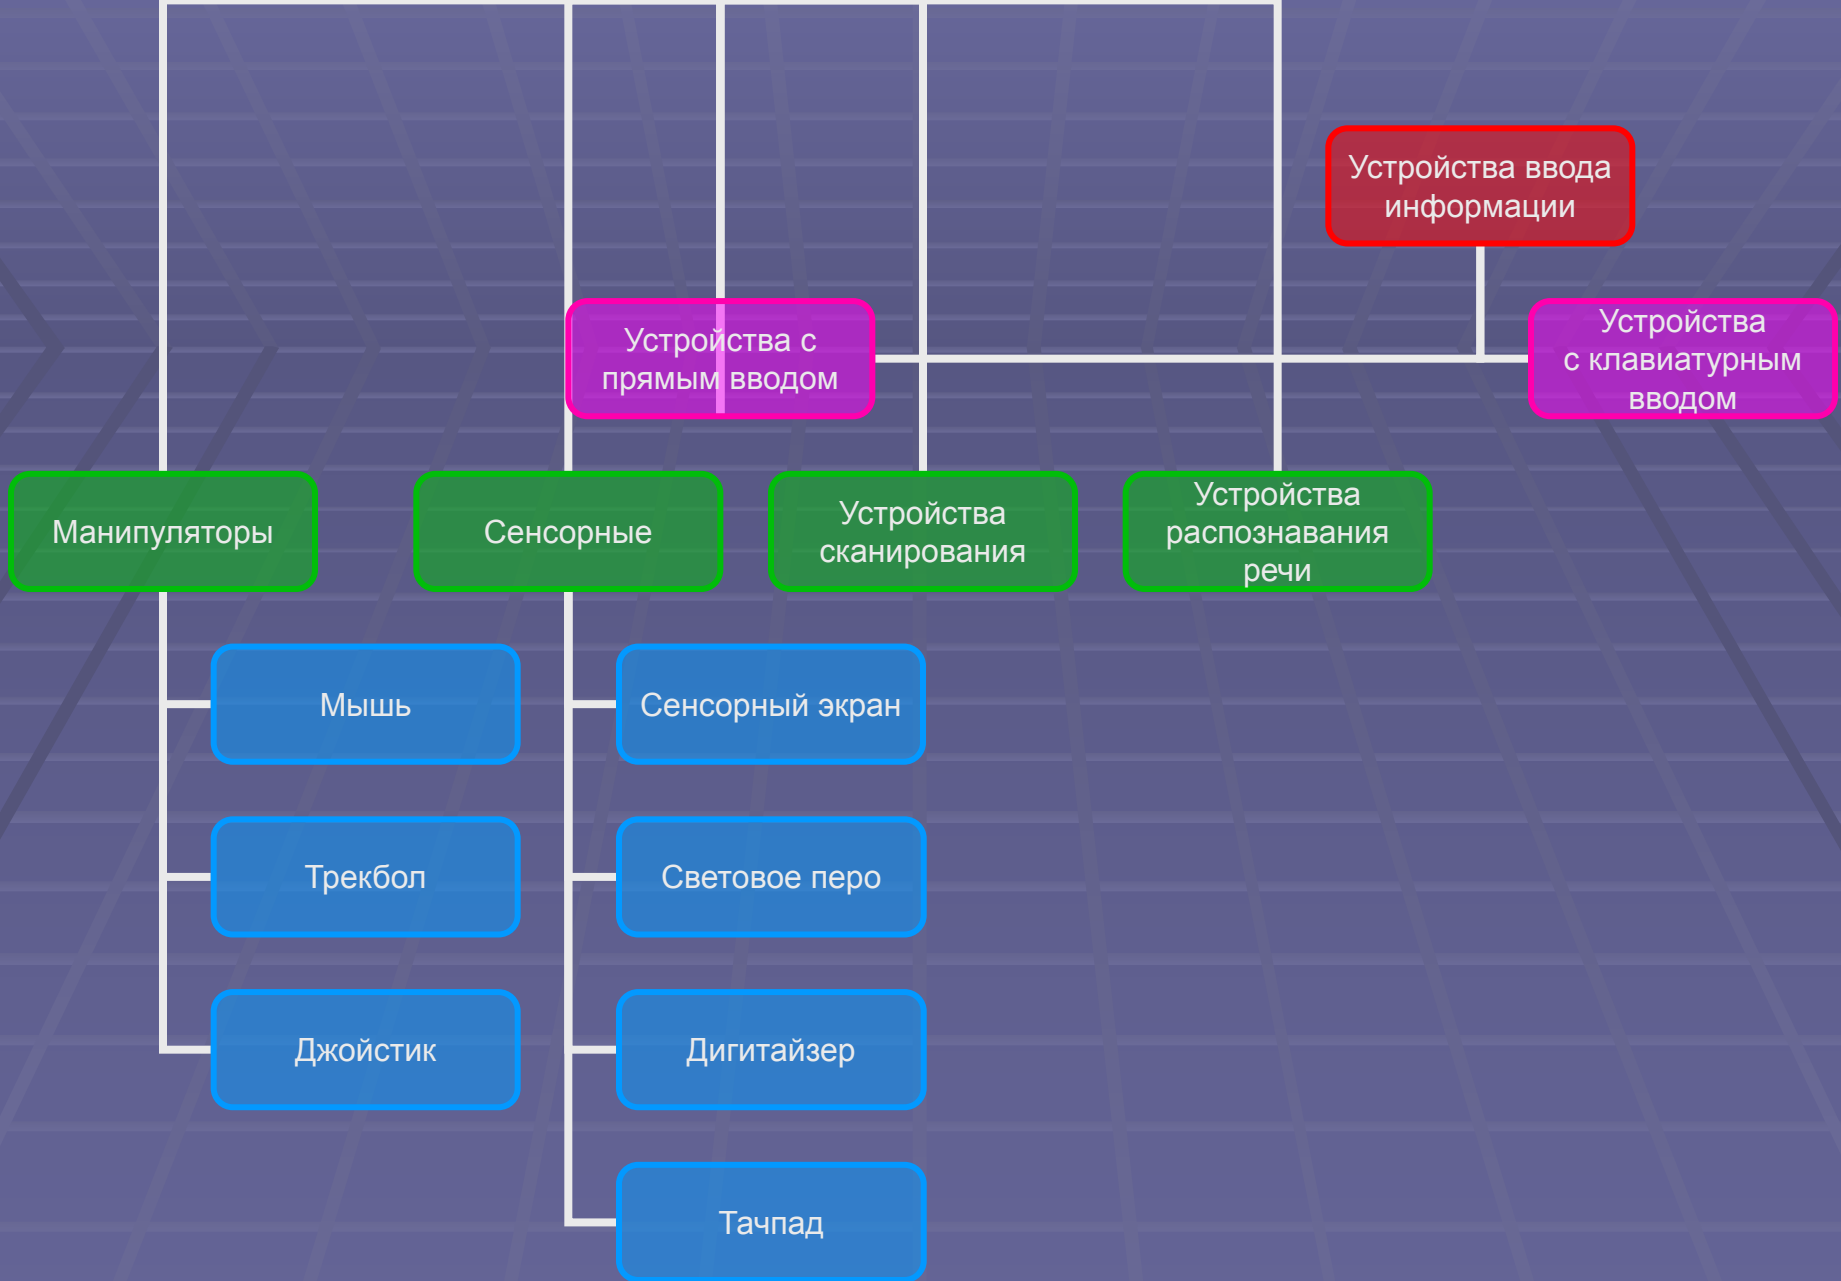 Устройства ввода
информации
Устройства с
прямым вводом
Устройства
с клавиатурным
вводом
Манипуляторы
Сенсорные
Устройства
сканирования
Устройства
распознавания
речи
Мышь
Сенсорный экран
Трекбол
Световое перо
Джойстик
Дигитайзер
Тачпад